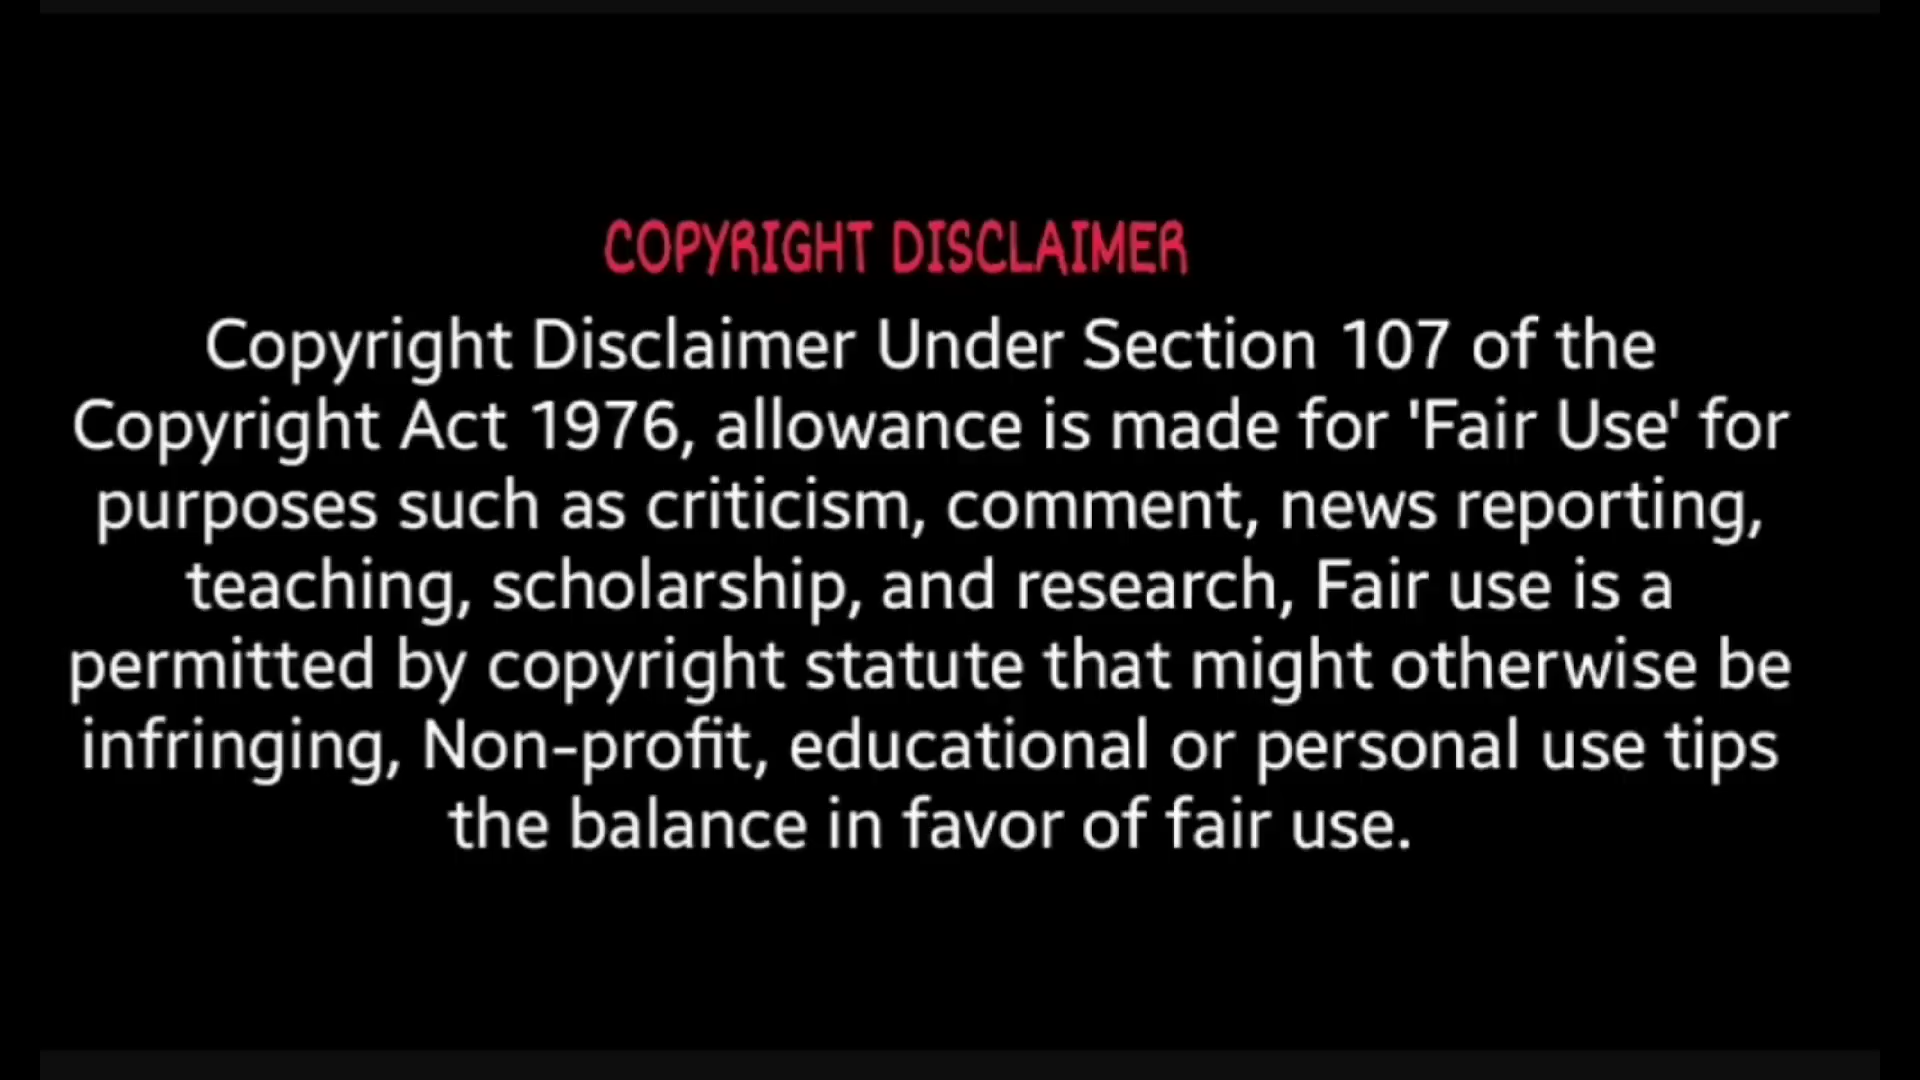 COPYRIGHT DISCLAIMER
Copyright Disclaimer Under Section 107 of the
Copyright Act 1976, allowance is made for 'Fair Use' for
purposes such as criticism, comment, news reporting,
teaching, scholarship, and research, Fair use is a
permitted by copyright statute that might otherwise be
infringing, Non-profit, educational or personal use tips
the balance in favor of fair use.